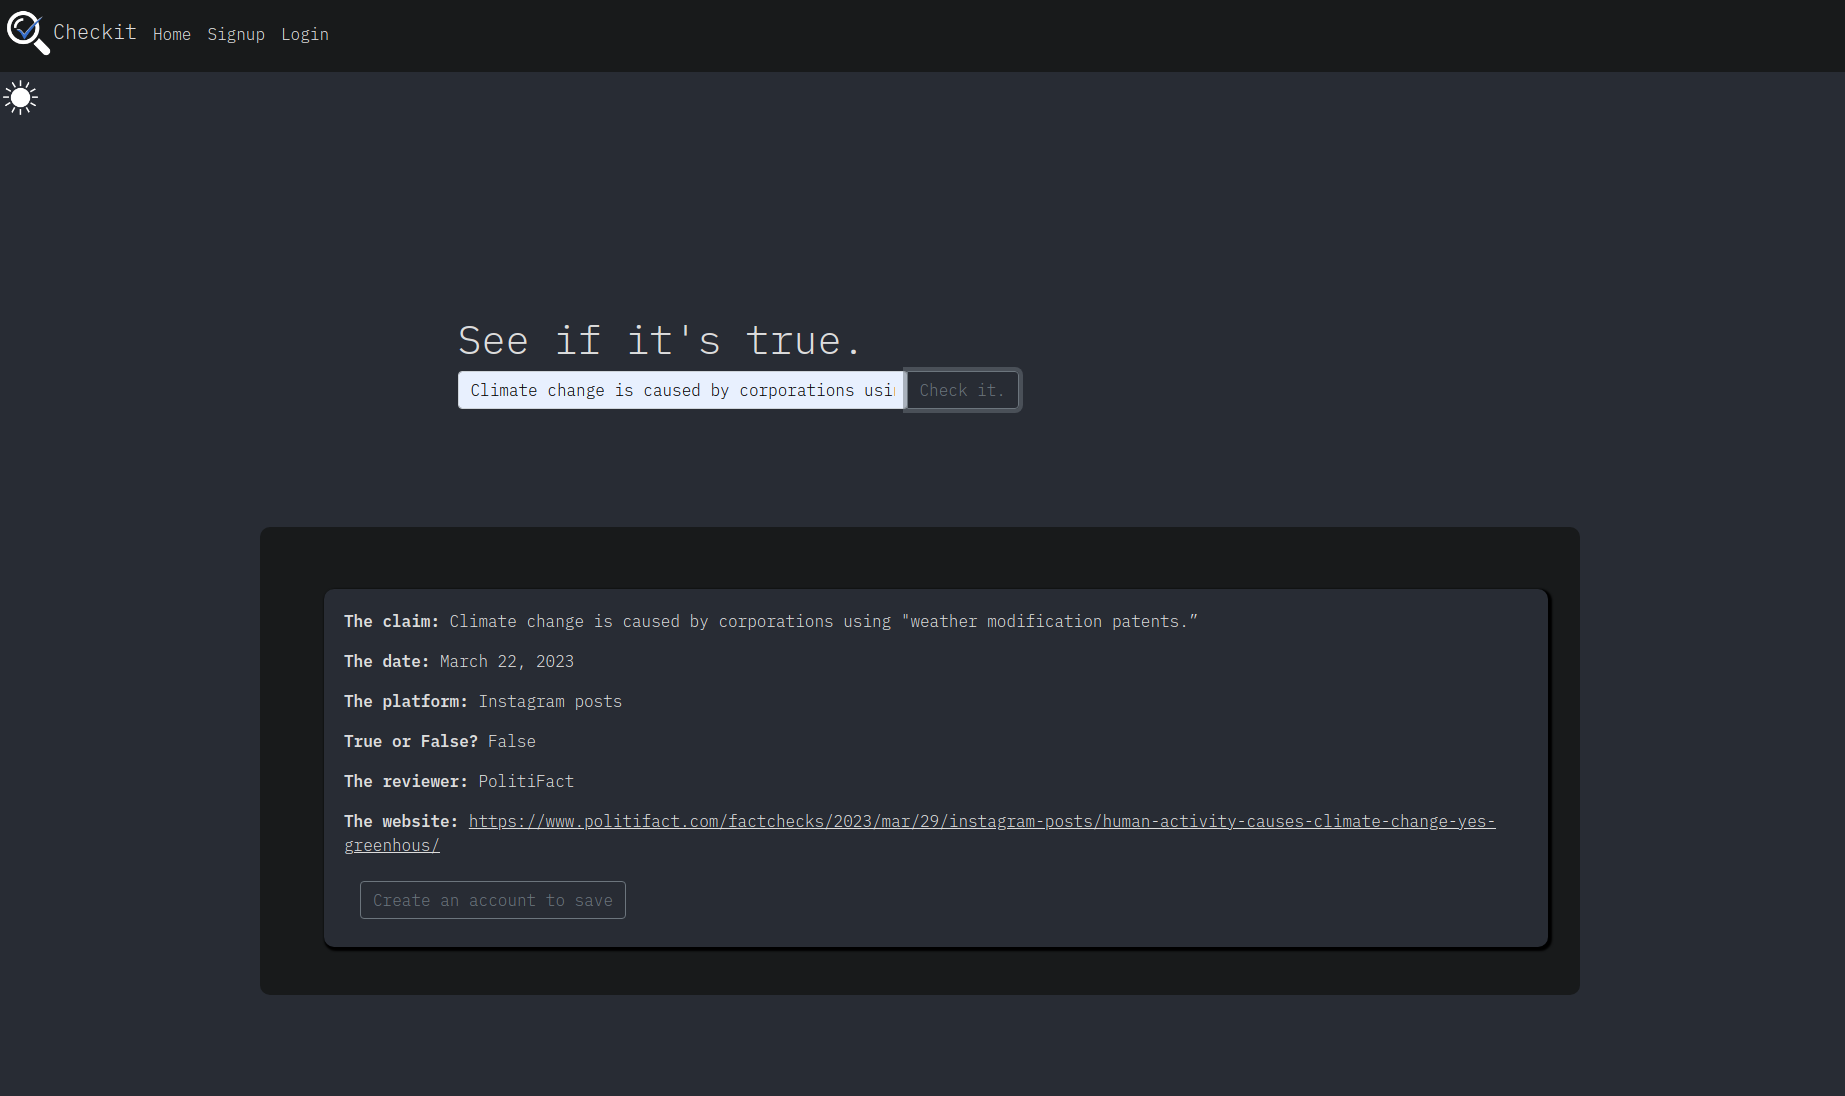 Checkit Home Signup Login
See if it's true.
Climate change is caused by corporations usi
Check it.
The claim: Climate change is caused by corporations using "weather modification patents.”
The date: March 22, 2023
The platform: Instagram posts
True or False? False
The reviewer: PolitiFact
The website: https://www.politifact.com/factchecks/2023/mar/29/instagram-posts/human-activity-causes-climate-change-yes-
greenhous/
Create an account to save